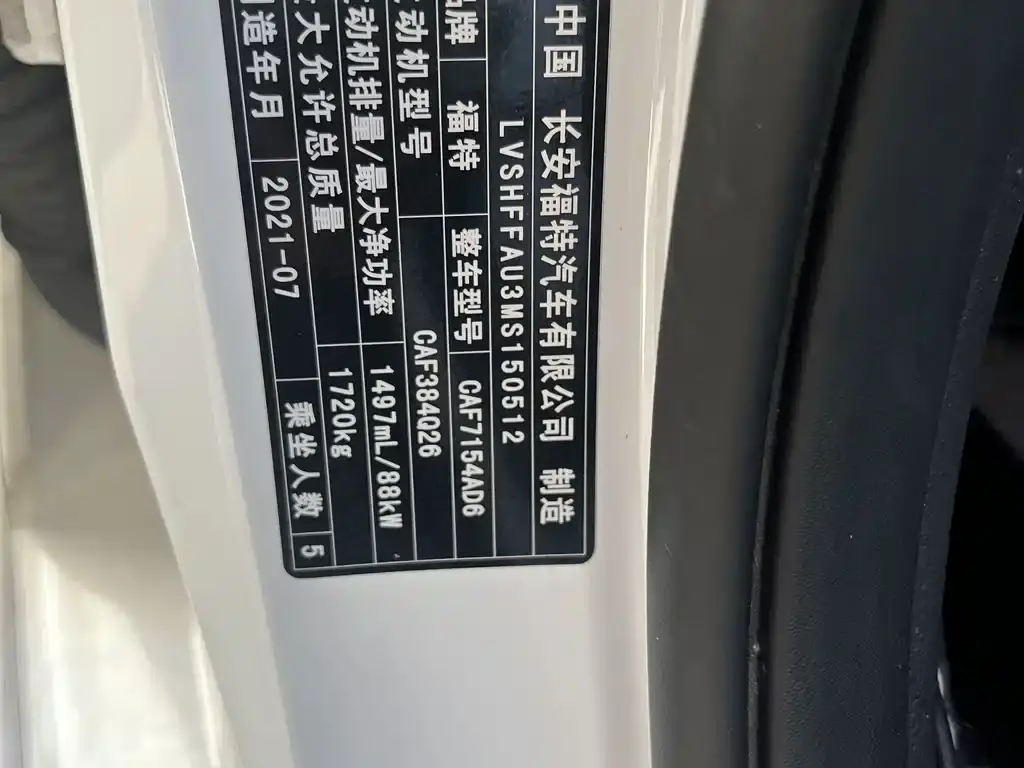 中国 长安福特汽车有限公司 制造
LVSHFFAU3MS150512
品牌 福特 整车型号 CAF7154AD6
发动机型号 CAF384Q26
发动机排量/最大净功率 1497mL/88kW
最大允许总质量 1720kg
制造年月 2021-07 乘坐人数 5